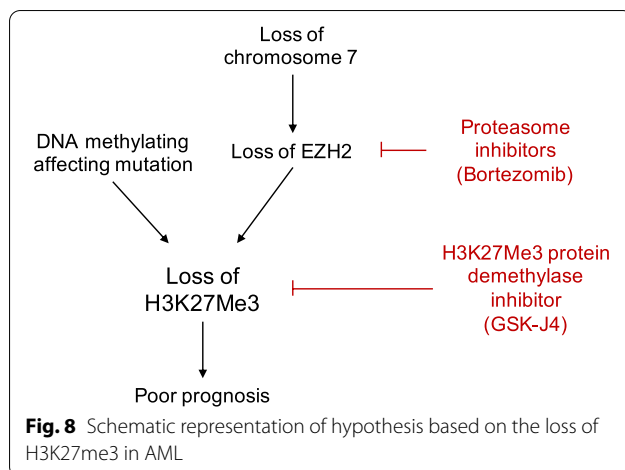 Loss of
chromosome 7
DNA methylating
affecting mutation
Loss of EZH2
Proteasome
inhibitors
(Bortezomib)
Loss of
H3K27Me3
H3K27Me3 protein
demethylase
inhibitor
(GSK-J4)
Poor prognosis
Fig. 8 Schematic representation of hypothesis based on the loss of
H3K27me3 in AML